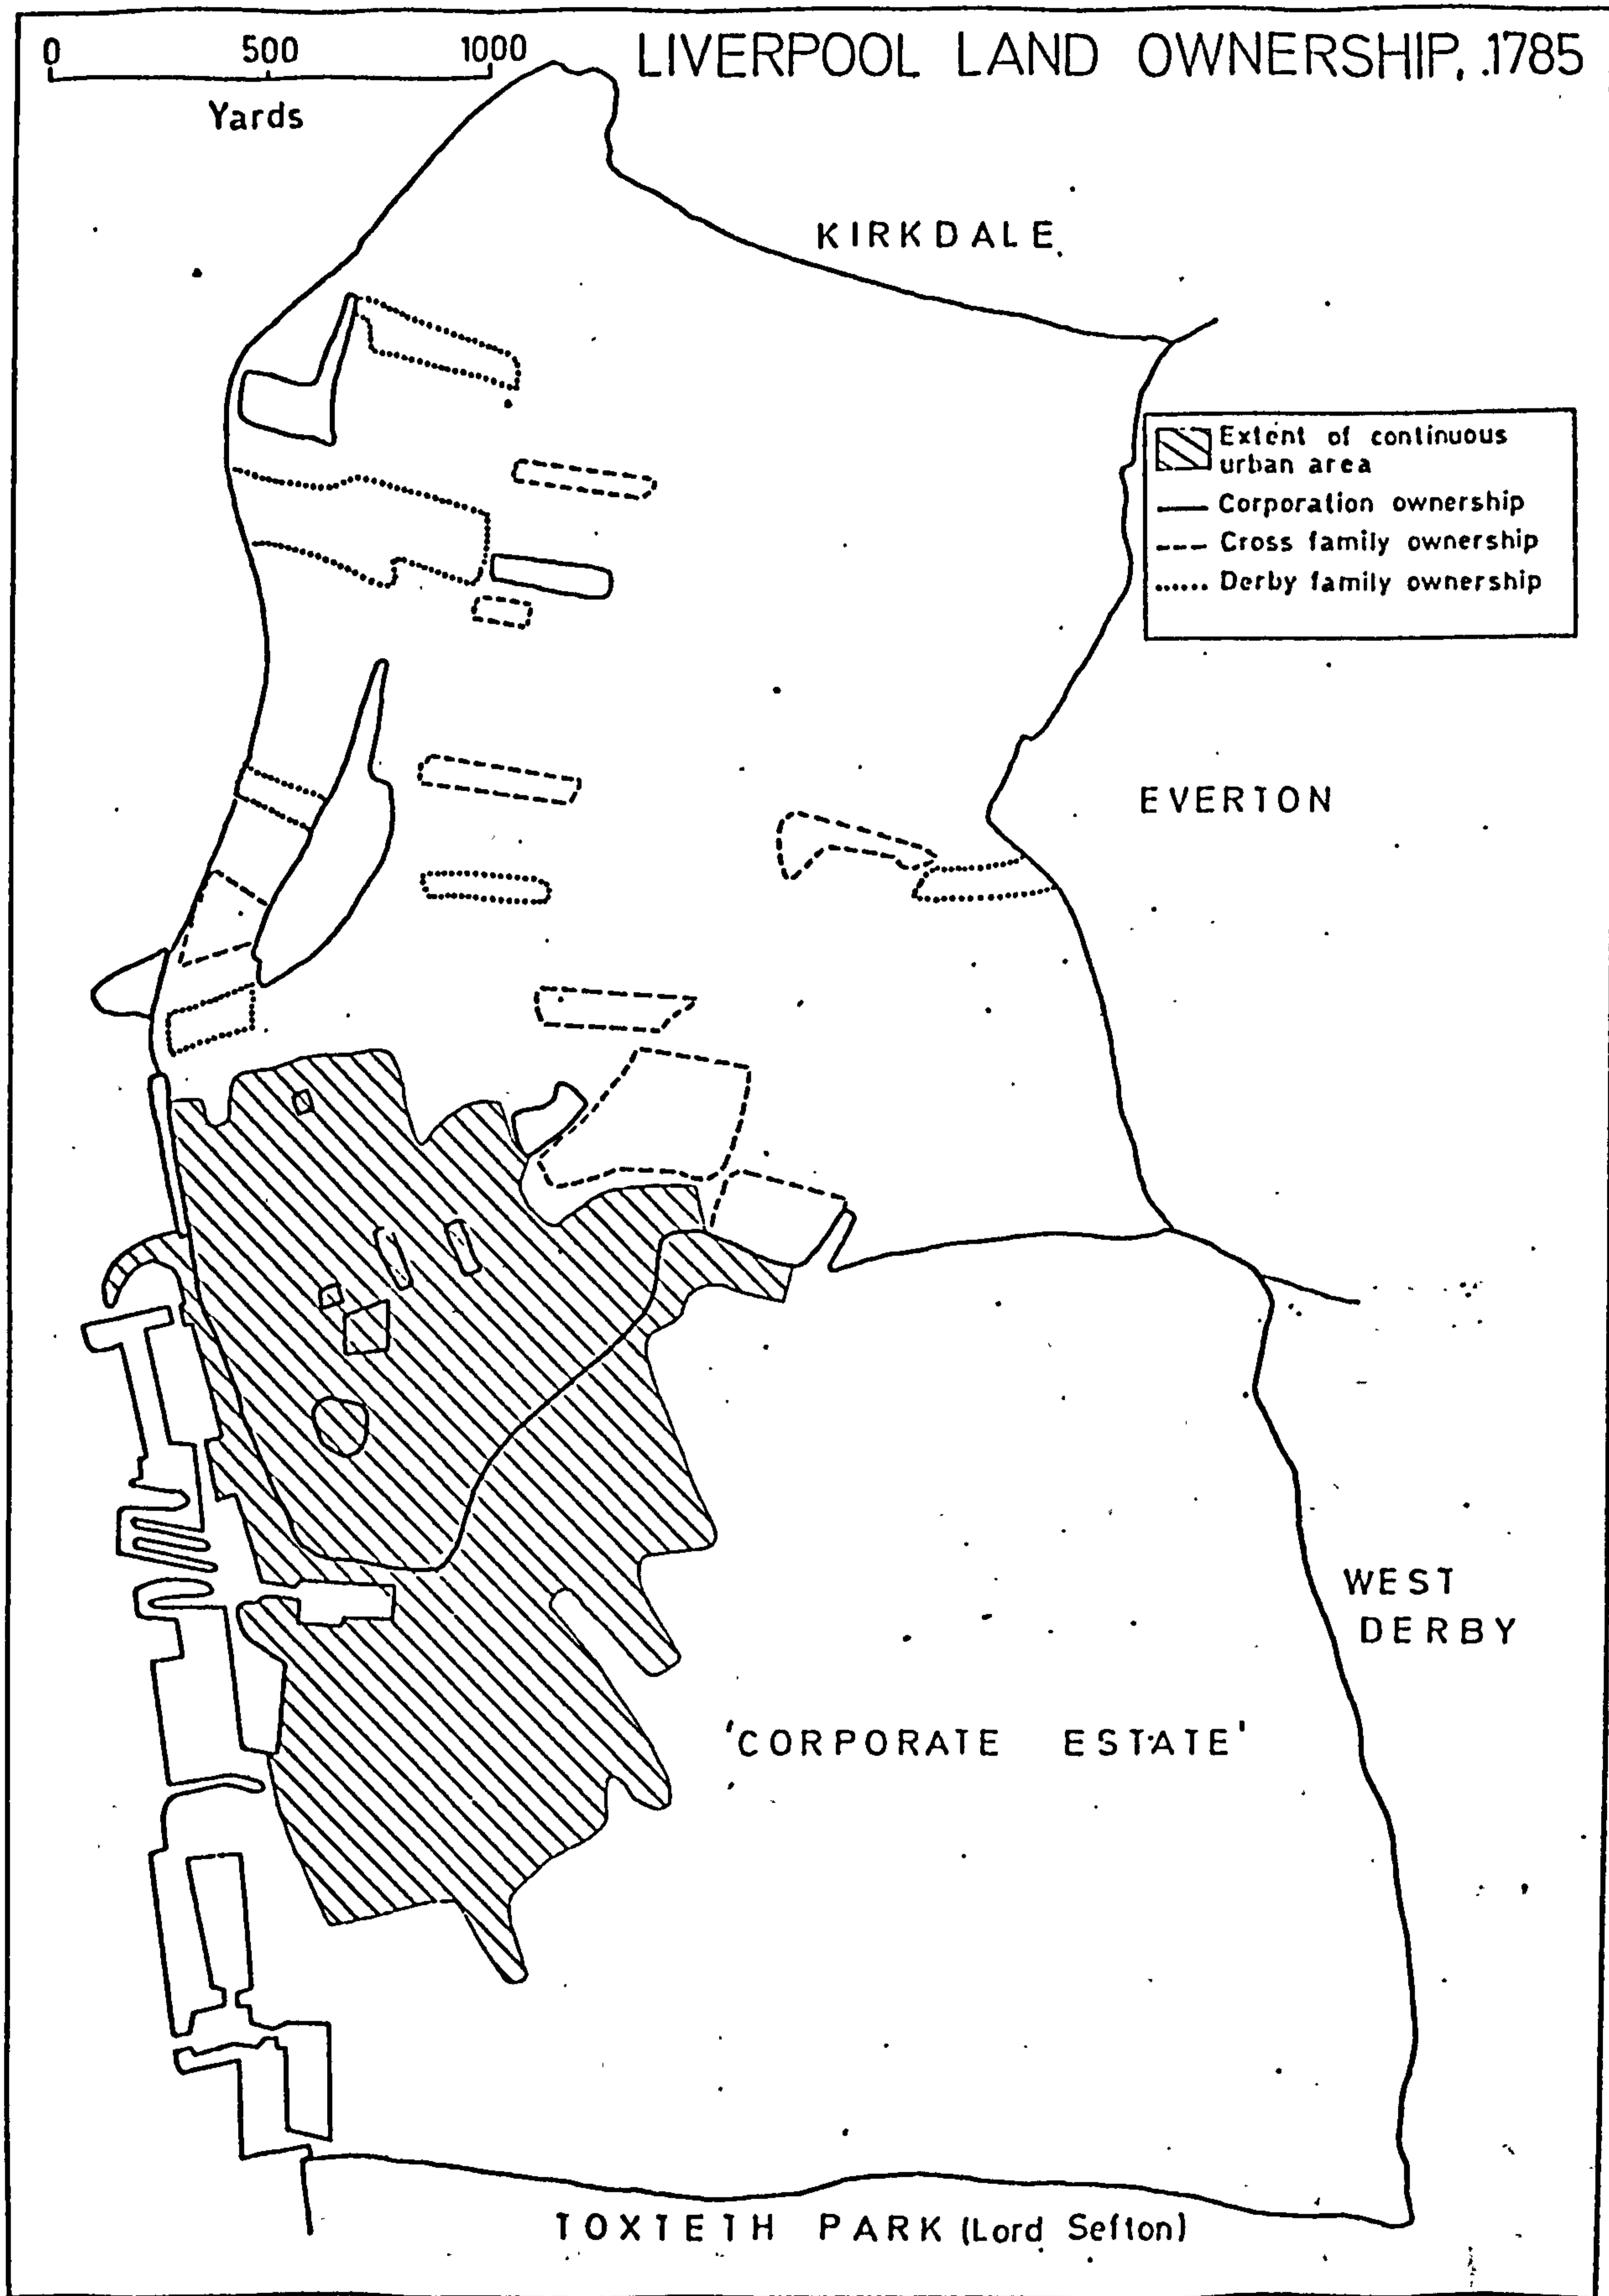 LIVERPOOL LAND OWNERSHIP, .1785
0 500 1000
Yards
KIRKDALE
Extent of continuous
urban area
Corporation ownership
Cross family ownership
Derby family ownership
EVERTON
WEST
DERBY
'CORPORATE ESTATE'
TOXTETH PARK (Lord Sefton)